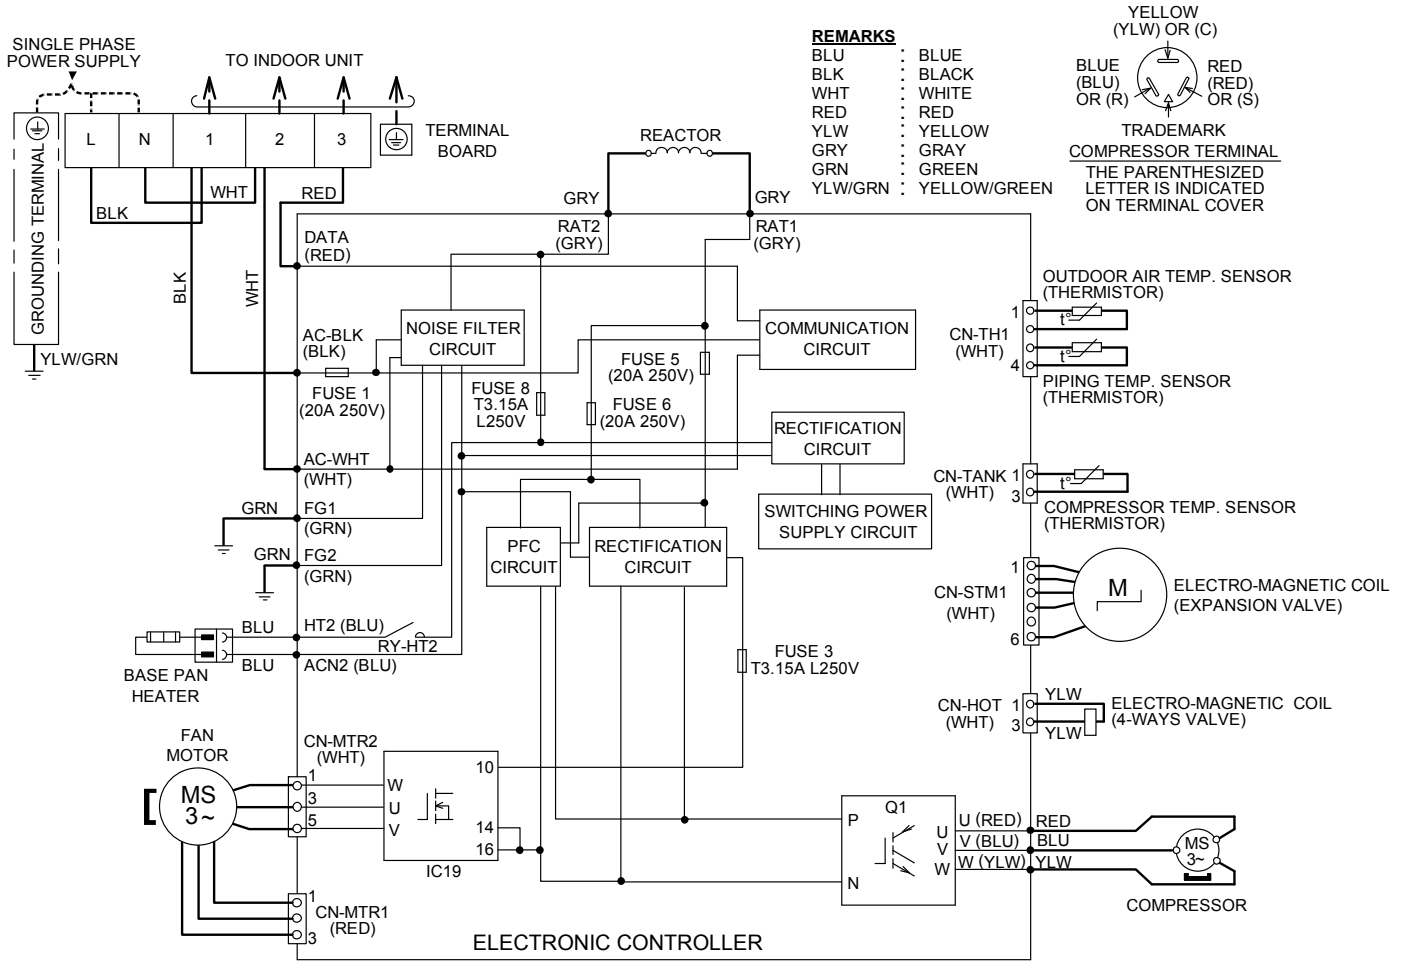 SINGLE PHASE
POWER SUPPLY
TO INDOOR UNIT
L
N
1
2
3
TERMINAL
BOARD
GROUNDING TERMINAL
YLW/GRN
BLK
WHT
RED
BLK
WHT
REACTOR
GRY
GRY
RAT2
(GRY)
RAT1
(GRY)
REMARKS
BLU : BLUE
BLK : BLACK
WHT : WHITE
RED : RED
YLW : YELLOW
GRY : GRAY
GRN : GREEN
YLW/GRN : YELLOW/GREEN
YELLOW
(YLW) OR (C)
BLUE
(BLU)
OR (R)
RED
(RED)
OR (S)
TRADEMARK
COMPRESSOR TERMINAL
THE PARENTHESIZED
LETTER IS INDICATED
ON TERMINAL COVER
DATA
(RED)
AC-BLK
(BLK)
FUSE 1
(20A 250V)
NOISE FILTER
CIRCUIT
FUSE 8
T3.15A
L250V
FUSE 5
(20A 250V)
FUSE 6
(20A 250V)
COMMUNICATION
CIRCUIT
RECTIFICATION
CIRCUIT
SWITCHING POWER
SUPPLY CIRCUIT
AC-WHT
(WHT)
GRN
FG1
(GRN)
GRN
FG2
(GRN)
PFC
CIRCUIT
RECTIFICATION
CIRCUIT
BLU
HT2 (BLU)
RY-HT2
BLU
ACN2 (BLU)
BASE PAN
HEATER
FUSE 3
T3.15A L250V
OUTDOOR AIR TEMP. SENSOR
(THERMISTOR)
CN-TH1
(WHT)
1
4
t°
t°
PIPING TEMP. SENSOR
(THERMISTOR)
CN-TANK
(WHT)
1
3
t°
COMPRESSOR TEMP. SENSOR
(THERMISTOR)
CN-STM1
(WHT)
1
6
M
ELECTRO-MAGNETIC COIL
(EXPANSION VALVE)
CN-HOT
(WHT)
1
3
YLW
YLW
ELECTRO-MAGNETIC COIL
(4-WAYS VALVE)
FAN
MOTOR
MS
3~
CN-MTR2
(WHT)
1
3
5
W
U
V
10
14
16
IC19
CN-MTR1
(RED)
1
3
Q1
P
N
U
V
W
U (RED)
V (BLU)
W (YLW)
RED
BLU
YLW
MS
3~
COMPRESSOR
ELECTRONIC CONTROLLER